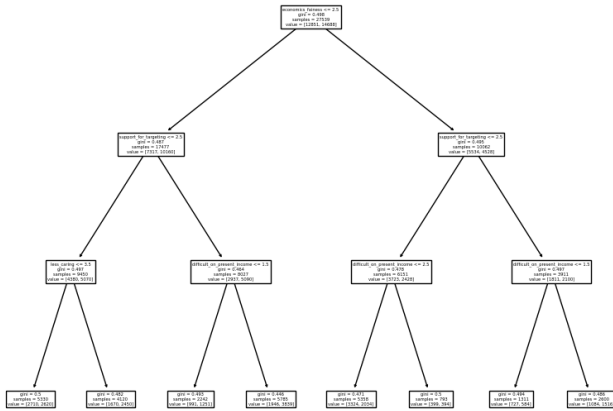 economics_fairness <= 2.5
gini = 0.498
samples = 27539
value = [12851, 14688]
support_for_targeting <= 2.5
gini = 0.487
samples = 17477
value = [7317, 10160]
support_for_targeting <= 2.5
gini = 0.495
samples = 10062
value = [5534, 4528]
less_caring <= 3.5
gini = 0.497
samples = 9450
value = [4380, 5070]
difficult_on_present_income <= 1.5
gini = 0.464
samples = 8027
value = [2937, 5090]
difficult_on_present_income <= 2.5
gini = 0.478
samples = 6151
value = [3723, 2428]
difficult_on_present_income <= 1.5
gini = 0.497
samples = 3911
value = [1811, 2100]
gini = 0.5
samples = 5330
value = [2710, 2620]
gini = 0.482
samples = 4120
value = [1670, 2450]
gini = 0.493
samples = 2242
value = [991, 1251]
gini = 0.446
samples = 5785
value = [1946, 3839]
gini = 0.471
samples = 5358
value = [3324, 2034]
gini = 0.5
samples = 793
value = [399, 394]
gini = 0.494
samples = 1311
value = [727, 584]
gini = 0.486
samples = 2600
value = [1084, 1516]